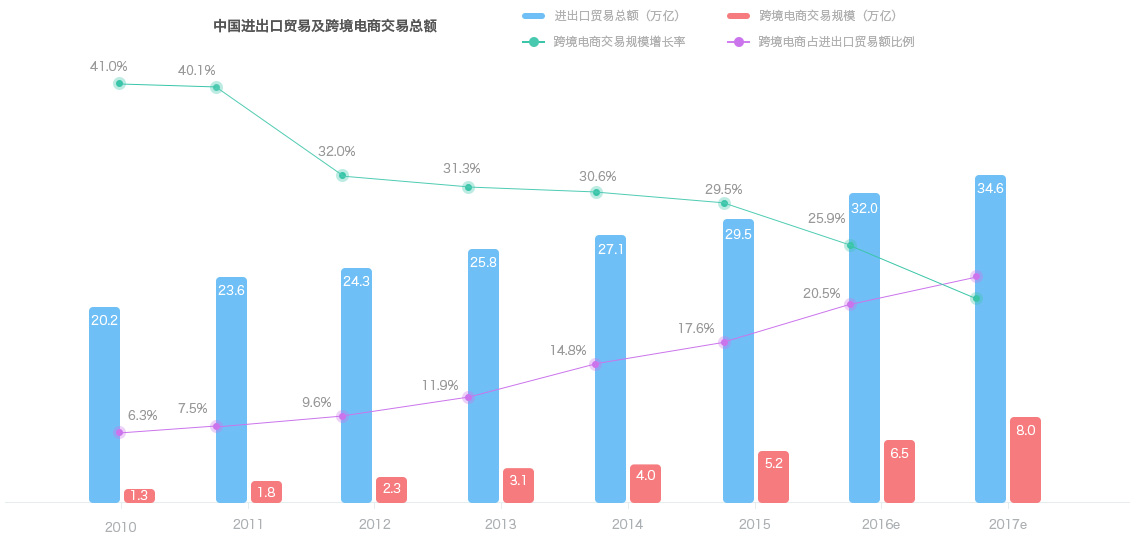 中国进出口贸易及跨境电商交易总额
进出口贸易总额（万亿） 跨境电商交易规模（万亿）
跨境电商交易规模增长率 跨境电商占进出口贸易额比例
41.0% 40.1%
32.0% 31.3% 30.6% 29.5% 25.9%
20.2 23.6 24.3 25.8 27.1 29.5 32.0 34.6
6.3% 7.5% 9.6% 11.9% 14.8% 17.6% 20.5%
1.3 1.8 2.3 3.1 4.0 5.2 6.5 8.0
2010 2011 2012 2013 2014 2015 2016e 2017e